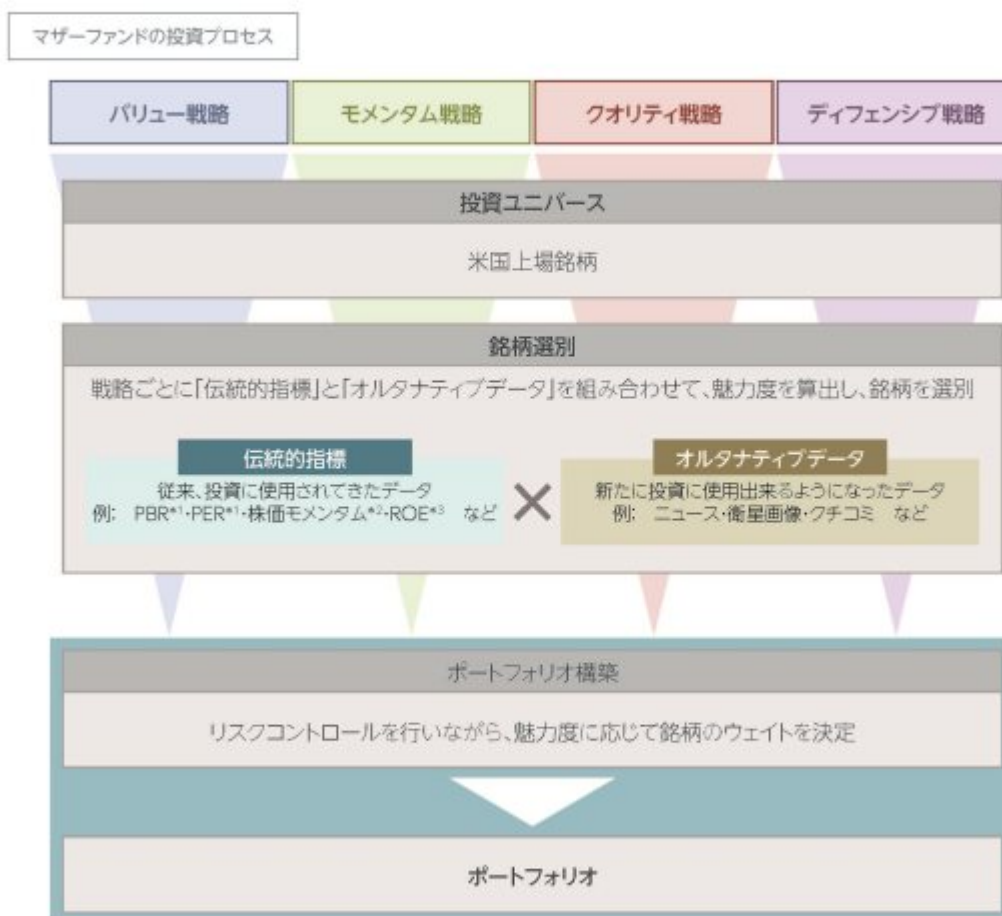 マザーファンドの投資プロセス
バリュー戦略
モメンタム戦略
クオリティ戦略
ディフェンシブ戦略
投資ユニバース
米国上場銘柄
銘柄選別
戦略ごとに｢伝統的指標｣と｢オルタナティブデータ｣を組み合わせて、魅力度を算出し、銘柄を選別
伝統的指標
従来、投資に使用されてきたデータ
例: PBR*1･PER*1･株価モメンタム*2･ROE*3 など
×
オルタナティブデータ
新たに投資に使用出来るようになったデータ
例: ニュース･衛星画像･クチコミ など
ポートフォリオ構築
リスクコントロールを行いながら、魅力度に応じて銘柄のウェイトを決定
ポートフォリオ